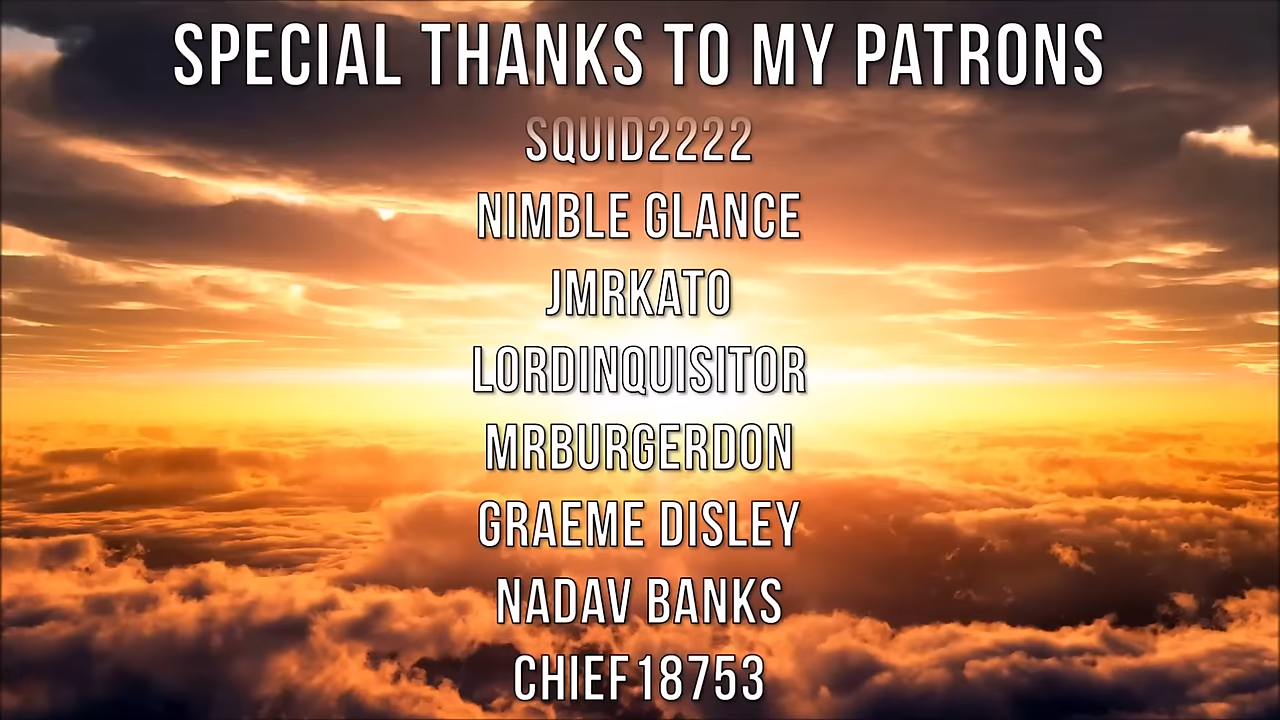 SPECIAL THANKS TO MY PATRONS
SQUID2222
NIMBLE GLANCE
JMRKATO
LORDINQUISITOR
MRBURGERDON
GRAEME DISLEY
NADAV BANKS
CHIEF18753